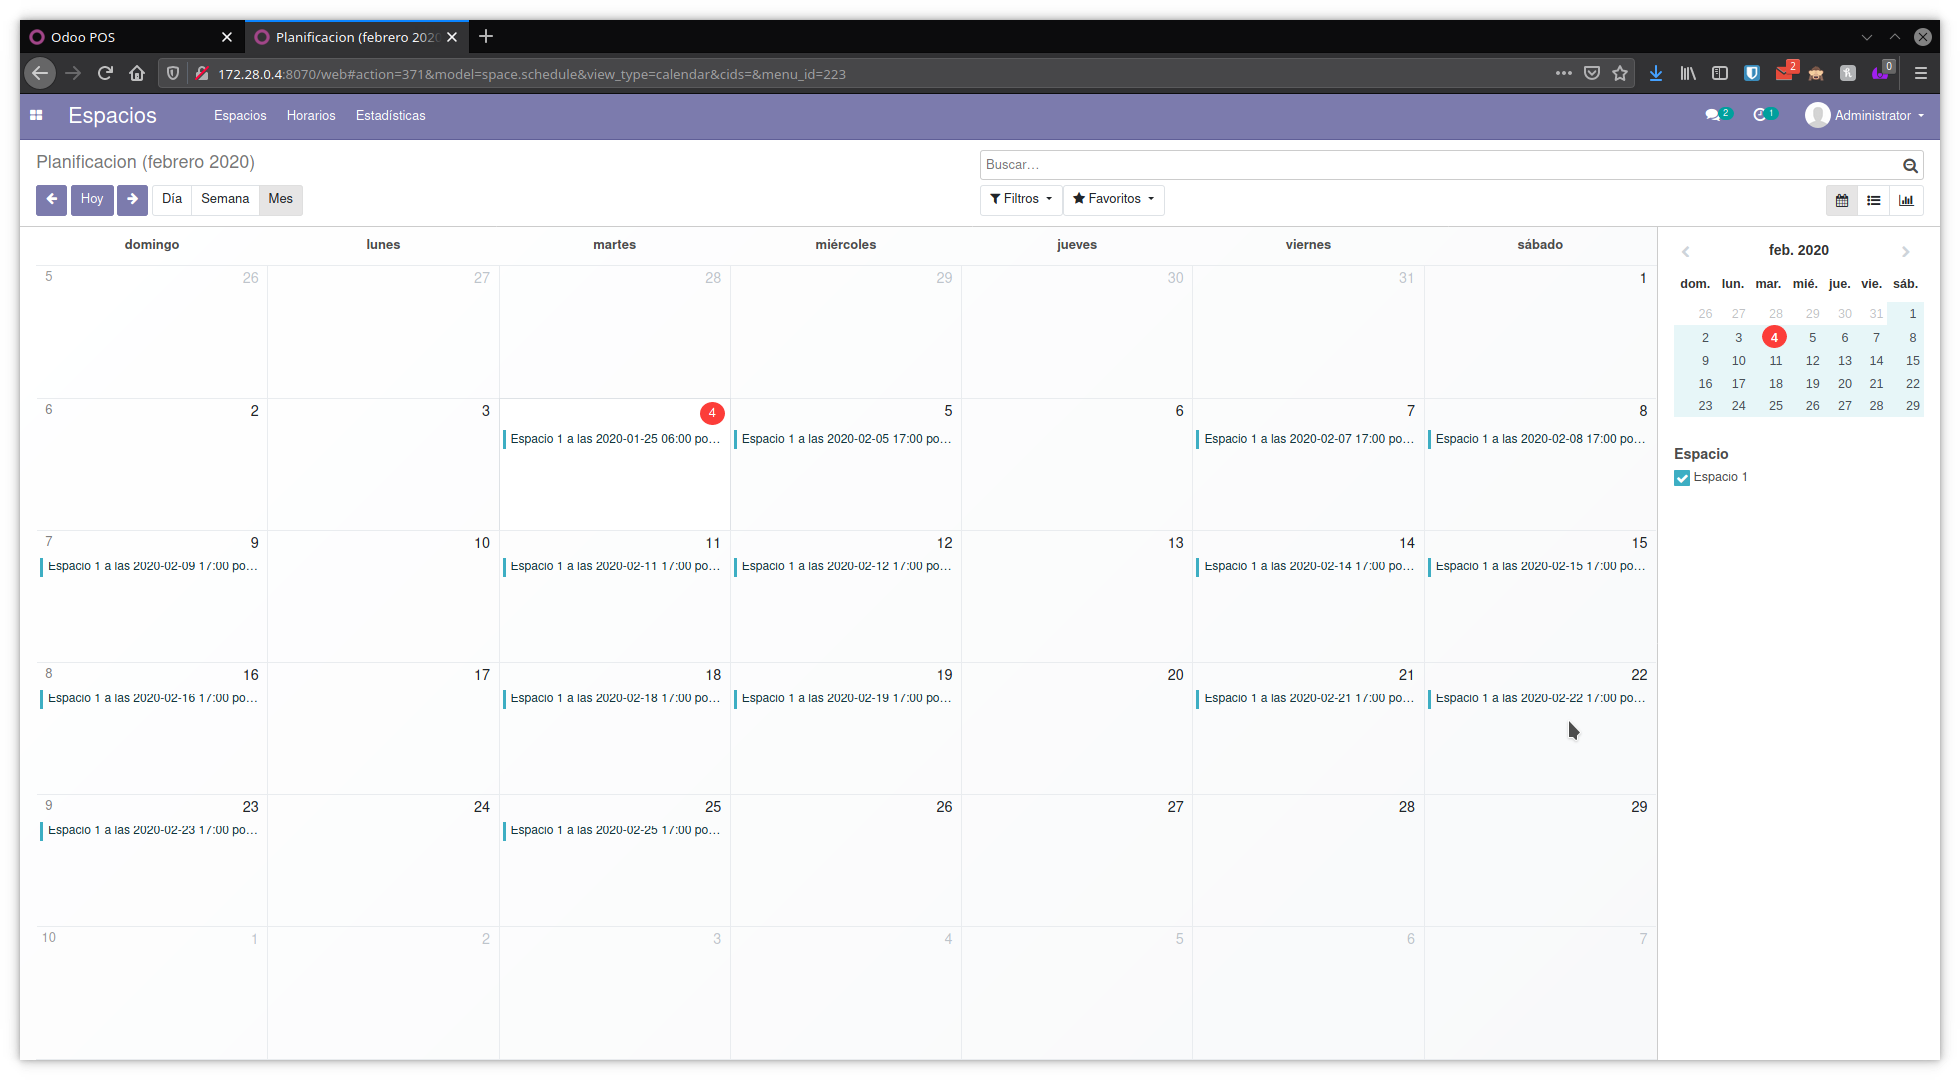 Odoo POS
Planificacion (febrero 202
172.28.0.4:8070/web#action=371&model=space.schedule&view_type=calendar&cids=&menu_id=223
2
0
Espacios
Espacios Horarios Estadísticas
2
1
Administrator
Planificacion (febrero 2020)
Buscar...
Hoy
Día Semana Mes
Filtros
Favoritos
domingo lunes martes miércoles jueves viernes sábado
5 26 27 28 29 30 31 1
6 2 3 4 5 6 7 8
Espacio 1 a las 2020-01-25 06:00 po... Espacio 1 a las 2020-02-05 17:00 po... Espacio 1 a las 2020-02-07 17:00 po... Espacio 1 a las 2020-02-08 17:00 po...
7 9 10 11 12 13 14 15
Espacio 1 a las 2020-02-09 17:00 po... Espacio 1 a las 2020-02-11 17:00 po... Espacio 1 a las 2020-02-12 17:00 po... Espacio 1 a las 2020-02-14 17:00 po... Espacio 1 a las 2020-02-15 17:00 po...
8 16 17 18 19 20 21 22
Espacio 1 a las 2020-02-16 17:00 po... Espacio 1 a las 2020-02-18 17:00 po... Espacio 1 a las 2020-02-19 17:00 po... Espacio 1 a las 2020-02-21 17:00 po... Espacio 1 a las 2020-02-22 17:00 po...
9 23 24 25 26 27 28 29
Espacio 1 a las 2020-02-23 17:00 po... Espacio 1 a las 2020-02-25 17:00 po...
10 1 2 3 4 5 6 7
feb. 2020
dom. lun. mar. mié. jue. vie. sáb.
26 27 28 29 30 31 1
2 3 4 5 6 7 8
9 10 11 12 13 14 15
16 17 18 19 20 21 22
23 24 25 26 27 28 29
Espacio
Espacio 1